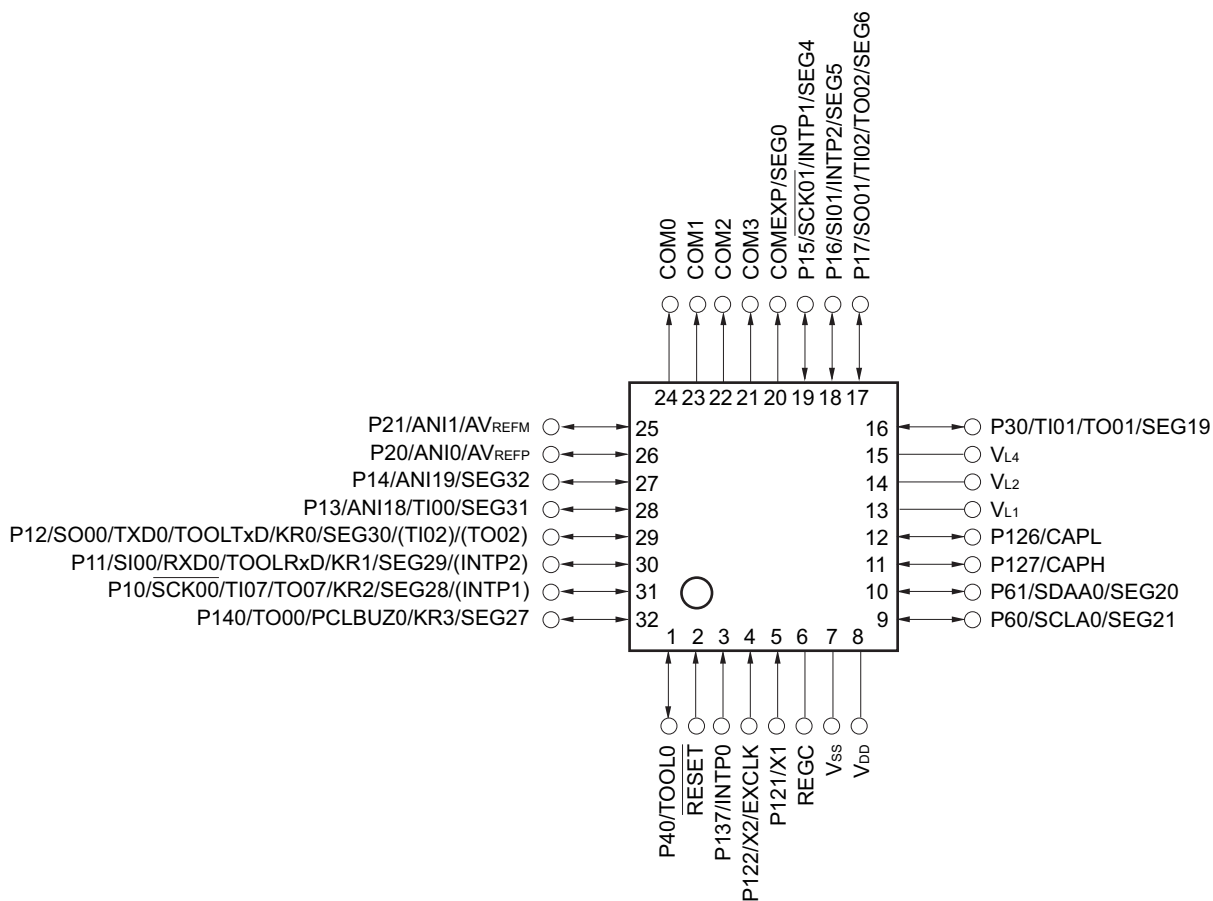 COM0
COM1
COM2
COM3
COMEXP/SEG0
P15/SCK01/INTP1/SEG4
P16/SI01/INTP2/SEG5
P17/SO01/TI02/TO02/SEG6
24 23 22 21 20 19 18 17
P21/ANI1/AVREFM 25
P20/ANI0/AVREFP 26
P14/ANI19/SEG32 27
P13/ANI18/TI00/SEG31 28
P12/SO00/TXD0/TOOLTxD/KR0/SEG30/(TI02)/(TO02) 29
P11/SI00/RXD0/TOOLRxD/KR1/SEG29/(INTP2) 30
P10/SCK00/TI07/TO07/KR2/SEG28/(INTP1) 31
P140/TO00/PCLBUZ0/KR3/SEG27 32
16 P30/TI01/TO01/SEG19
15 VL4
14 VL2
13 VL1
12 P126/CAPL
11 P127/CAPH
10 P61/SDAA0/SEG20
9 P60/SCLA0/SEG21
1 2 3 4 5 6 7 8
P40/TOOL0
RESET
P137/INTP0
P122/X2/EXCLK
P121/X1
REGC
VSS
VDD